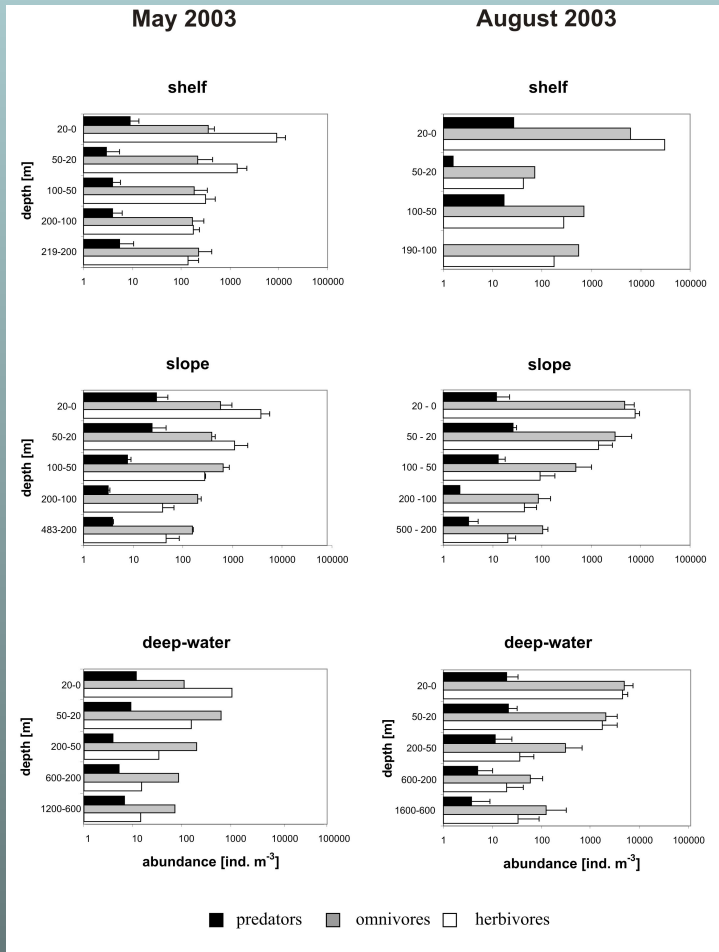 May 2003
August 2003
shelf
depth [m]
20-0
50-20
100-50
200-100
219-200
1 10 100 1000 10000 100000
shelf
20-0
50-20
100-50
190-100
1 10 100 1000 10000 100000
slope
depth [m]
20-0
50-20
100-50
200-100
483-200
1 10 100 1000 10000 100000
slope
depth [m]
20 - 0
50 - 20
100 - 50
200 -100
500 - 200
1 10 100 1000 10000 100000
deep-water
depth [m]
20-0
50-20
200-50
600-200
1200-600
1 10 100 1000 10000 100000
abundance [ind. m-3]
deep-water
depth [m]
20-0
50-20
200-50
600-200
1600-600
1 10 100 1000 10000 100000
abundance [ind. m-3]
predators omnivores herbivores